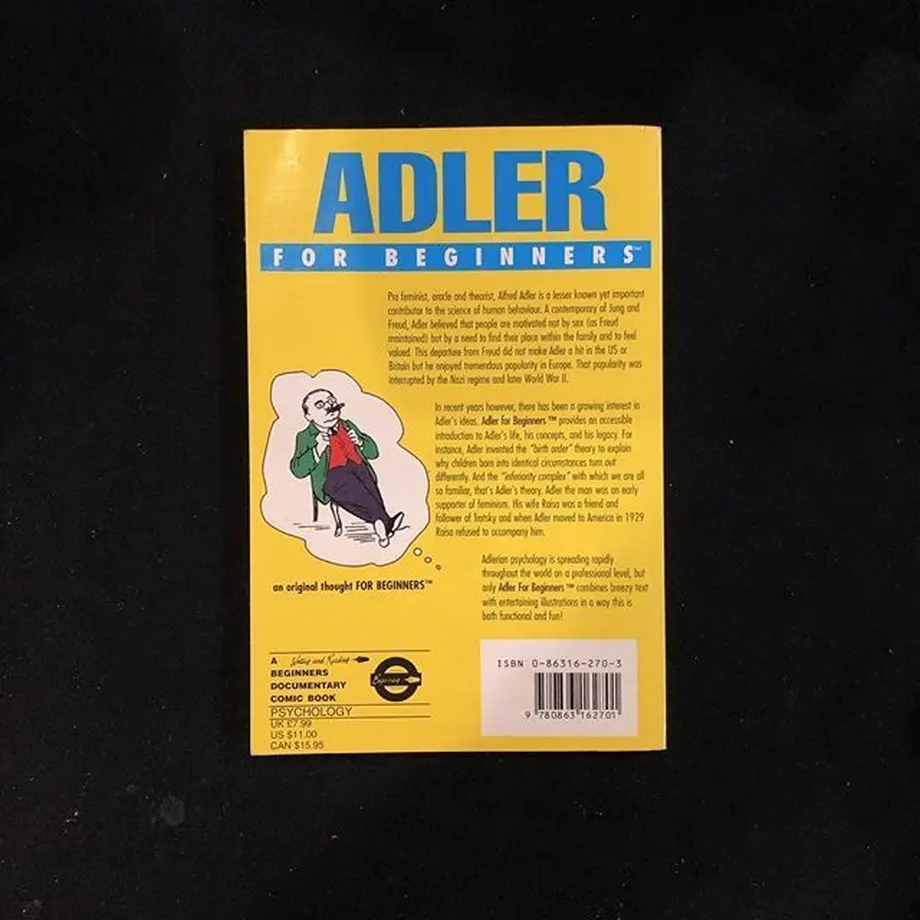 ADLER
FOR BEGINNERS™
Pro feminist, oracle and theorist, Alfred Adler is a lesser known yet important
contributor to the science of human behaviour. A contemporary of Jung and
Freud, Adler believed that people are motivated not by sex (as Freud
maintained) but by a need to find their place within the family and to feel
valued. This departure from Freud did not make Adler a hit in the US or
Britain but he enjoyed tremendous popularity in Europe. That popularity was
interrupted by the Nazi regime and later World War II.
In recent years however, there has been a growing interest in
Adler's ideas. Adler for Beginners ™ provides an accessible
introduction to Adler's life, his concepts, and his legacy. For
instance, Adler invented the "birth order" theory to explain
why children born into identical circumstances turn out
differently. And the "inferiority complex" with which we are all
so familiar, that's Adler's theory. Adler the man was an early
supporter of feminism. His wife Raisa was a friend and
follower of Trotsky and when Adler moved to America in 1929
Raisa refused to accompany him.
an original thought FOR BEGINNERS™
Adlerian psychology is spreading rapidly
throughout the world on a professional level, but
only Adler For Beginners ™ combines breezy text
with entertaining illustrations in a way this is
both functional and fun!
A Writing and Reading
BEGINNERS
DOCUMENTARY
COMIC BOOK
PSYCHOLOGY
UK £7.99
US $11.00
CAN $15.95
Beginners
ISBN 0-86316-270-3
9 780863 162701